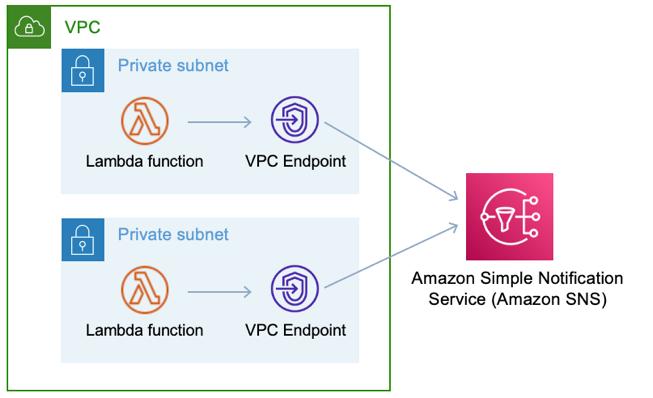 VPC
Private subnet
Lambda function
VPC Endpoint
Private subnet
Lambda function
VPC Endpoint
Amazon Simple Notification
Service (Amazon SNS)